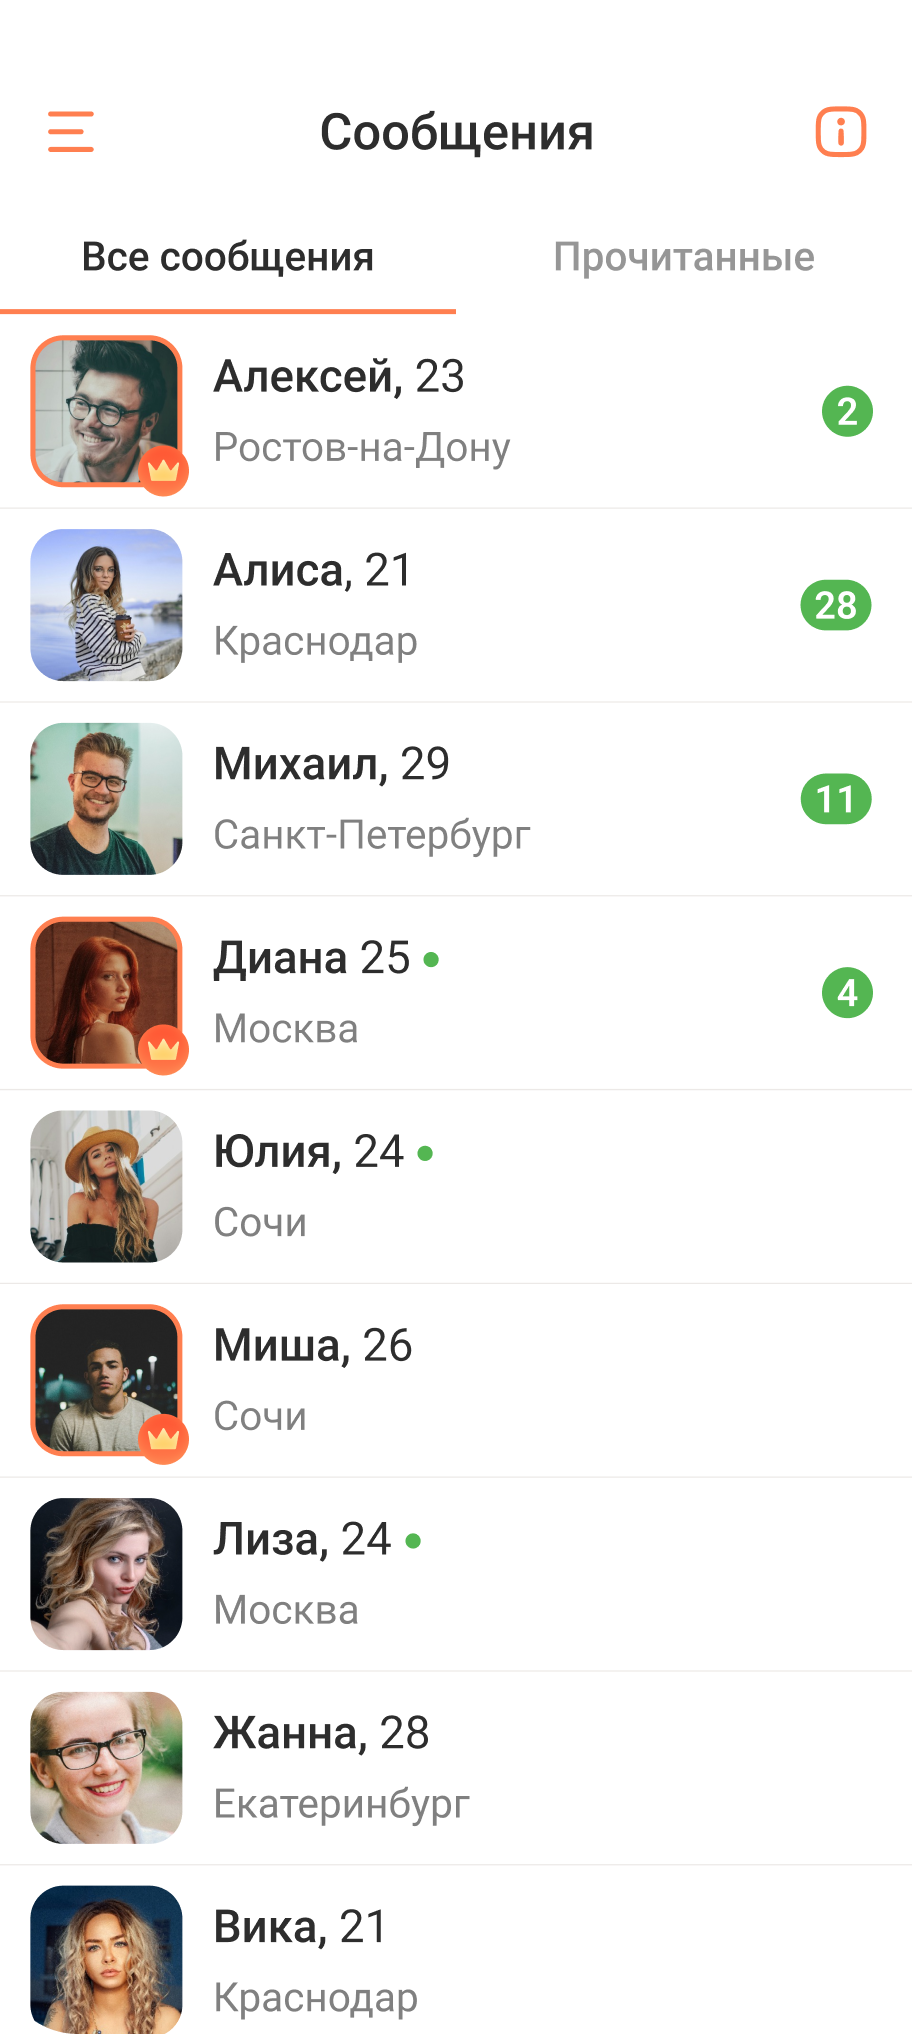 Сообщения
Все сообщения
Прочитанные
Алексей, 23
Ростов-на-Дону
2
Алиса, 21
Краснодар
28
Михаил, 29
Санкт-Петербург
11
Диана 25
Москва
4
Юлия, 24
Сочи
Миша, 26
Сочи
Лиза, 24
Москва
Жанна, 28
Екатеринбург
Вика, 21
Краснодар